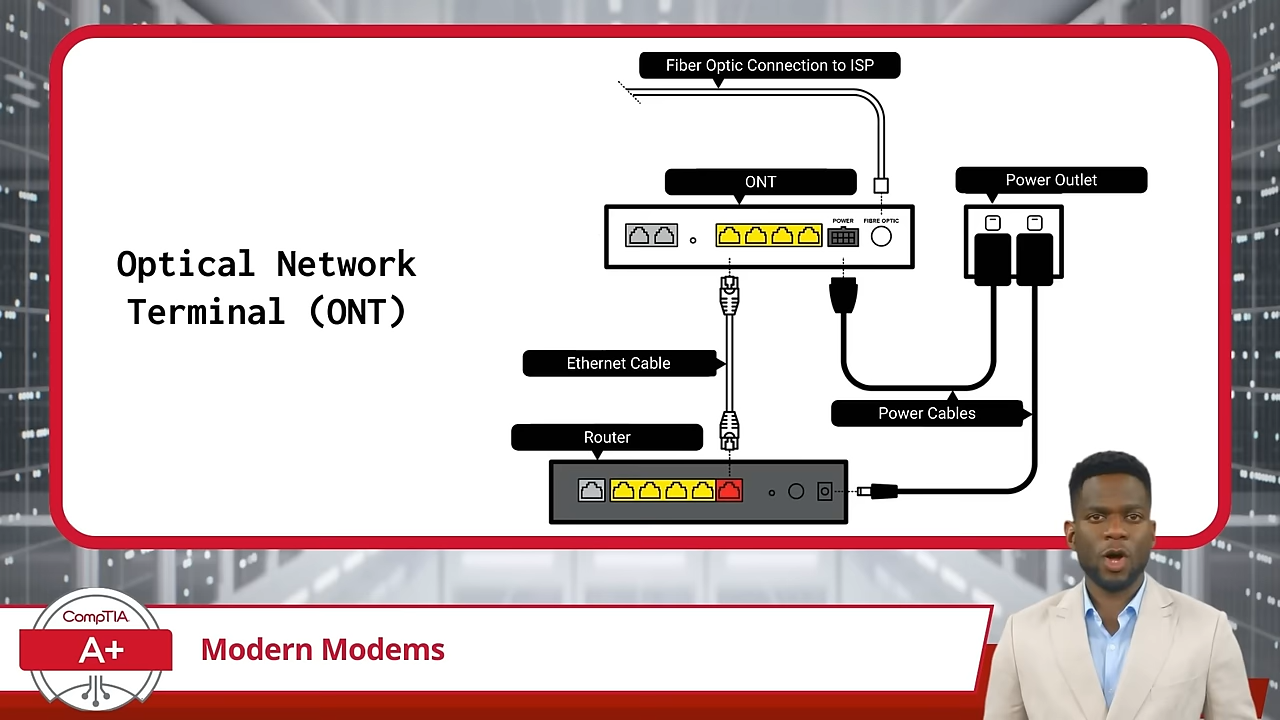 Fiber Optic Connection to ISP
ONT
Power Outlet
POWER
FIBRE OPTIC
Optical Network
Terminal (ONT)
Ethernet Cable
Power Cables
Router
CompTIA
A+
Modern Modems